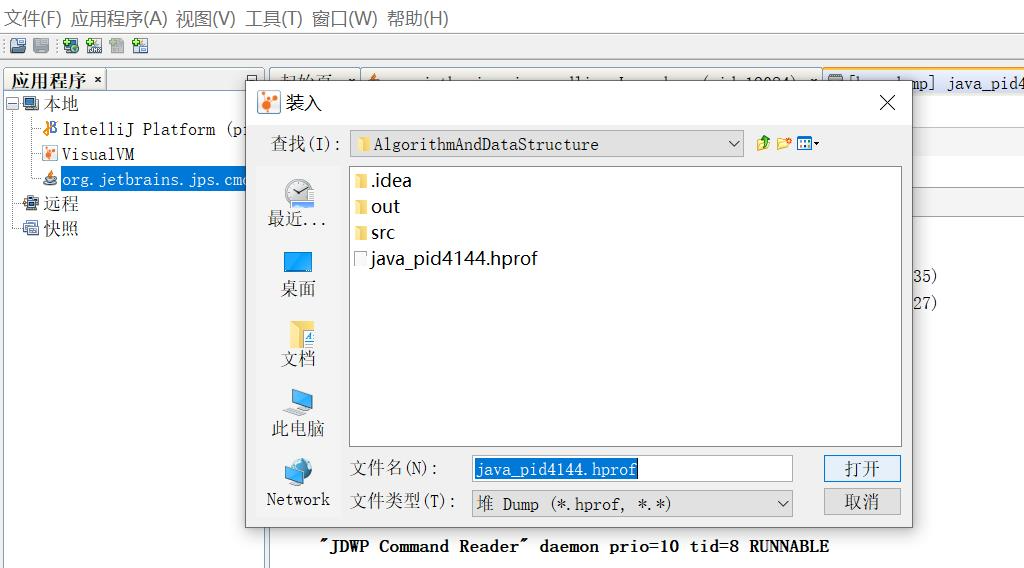 文件(F) 应用程序(A) 视图(V) 工具(T) 窗口(W) 帮助(H)
应用程序 ×
[heap dump] java_pid4
本地
IntelliJ Platform (pi
VisualVM
org.jetbrains.jps.cmd
远程
快照
装入
查找(I): AlgorithmAndDataStructure
.idea
out
src
java_pid4144.hprof
最近...
桌面
文档
此电脑
Network
文件名(N): java_pid4144.hprof 打开
文件类型(T): 堆 Dump (*.hprof, *.*) 取消
35)
27)
"JDWP Command Reader" daemon prio=10 tid=8 RUNNABLE